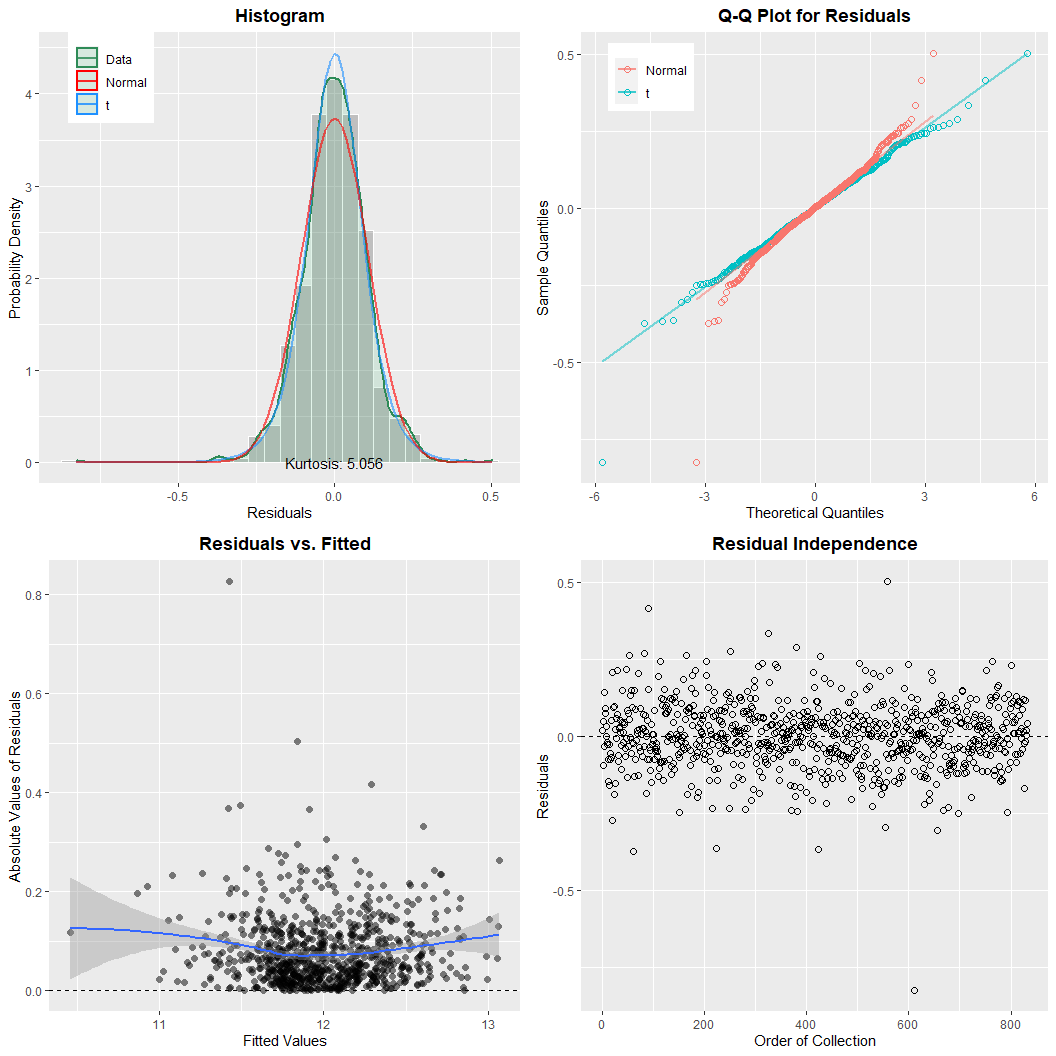 Histogram
Data
Normal
t
4
3
2
1
0
Probability Density
Kurtosis: 5.056
-0.5
0.0
0.5
Residuals
Q-Q Plot for Residuals
Normal
t
0.5
0.0
-0.5
Sample Quantiles
-6
-3
0
3
6
Theoretical Quantiles
Residuals vs. Fitted
0.8
0.6
0.4
0.2
0.0
Absolute Values of Residuals
11
12
13
Fitted Values
Residual Independence
0.5
0.0
-0.5
Residuals
0
200
400
600
800
Order of Collection